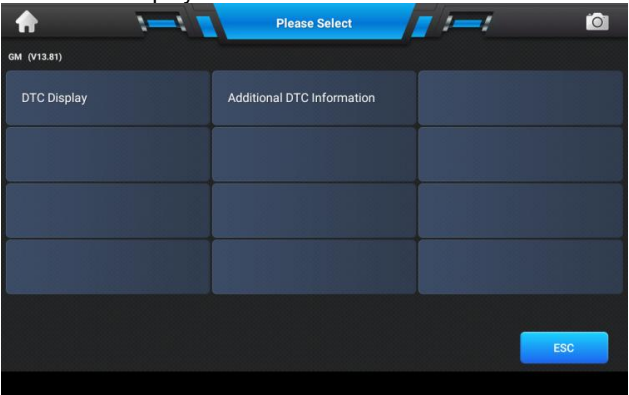 Please Select
GM (V13.81)
DTC Display
Additional DTC Information
ESC